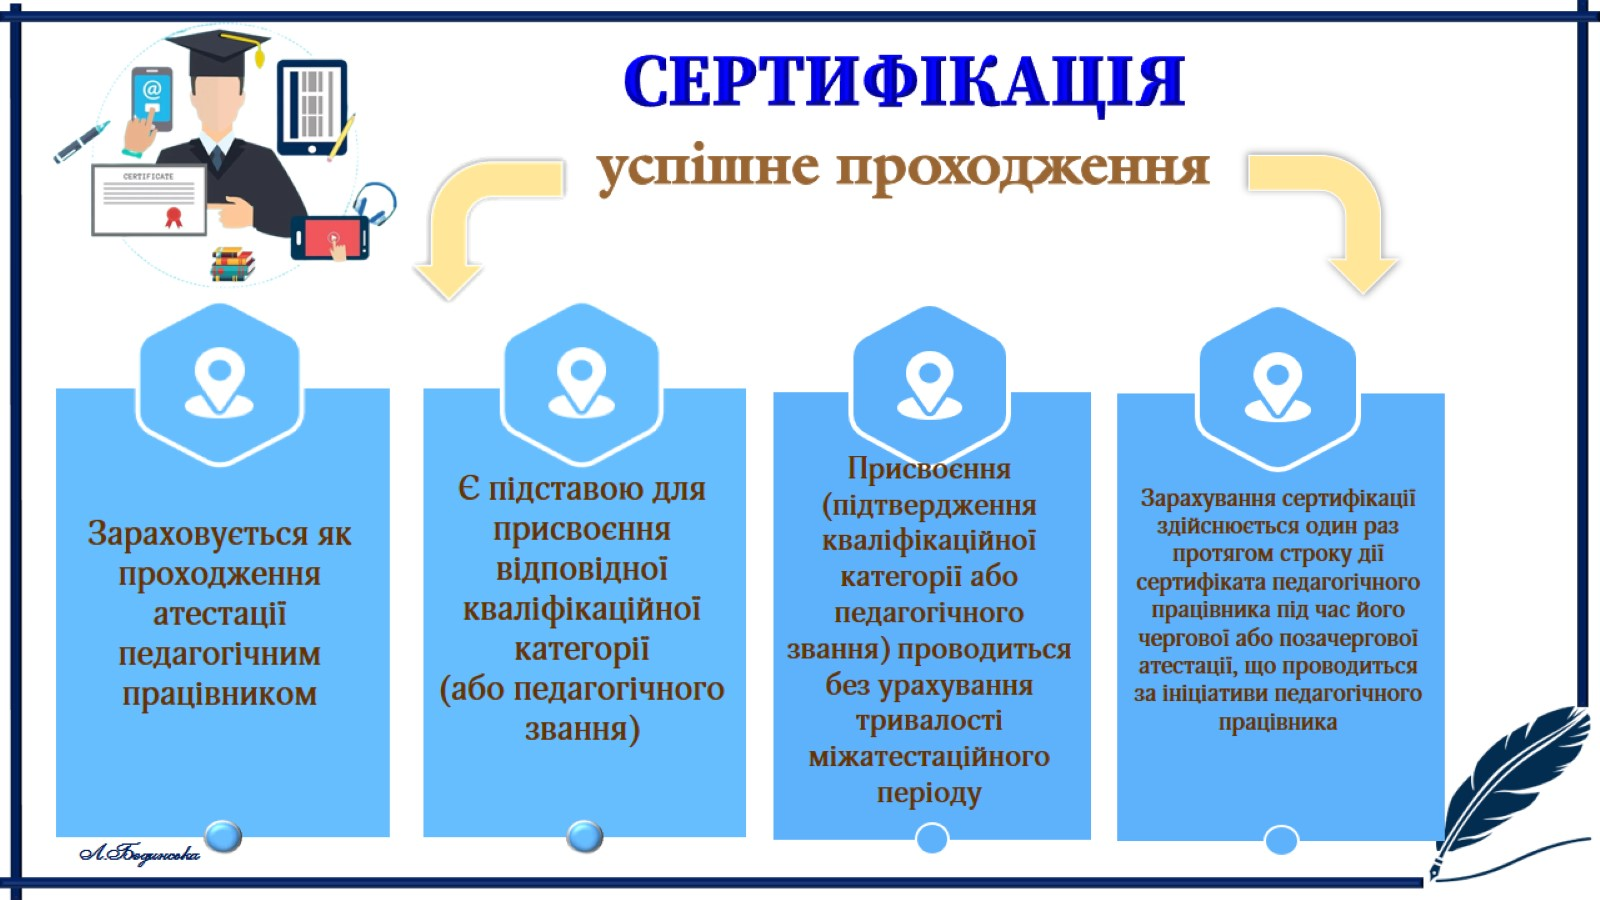 СЕРТИФІКАЦІЯ
успішне проходження
@
CERTIFICATE
Зараховується як
проходження
атестації
педагогічним
працівником
Є підставою для
присвоєння
відповідної
кваліфікаційної
категорії
(або педагогічного
звання)
Присвоєння
(підтвердження
кваліфікаційної
категорії або
педагогічного
звання) проводиться
без урахування
тривалості
міжатестаційного
періоду
Зарахування сертифікації
здійснюється один раз
протягом строку дії
сертифіката педагогічного
працівника під час його
чергової або позачергової
атестації, що проводиться
за ініціативи педагогічного
працівника
Л.Бединська